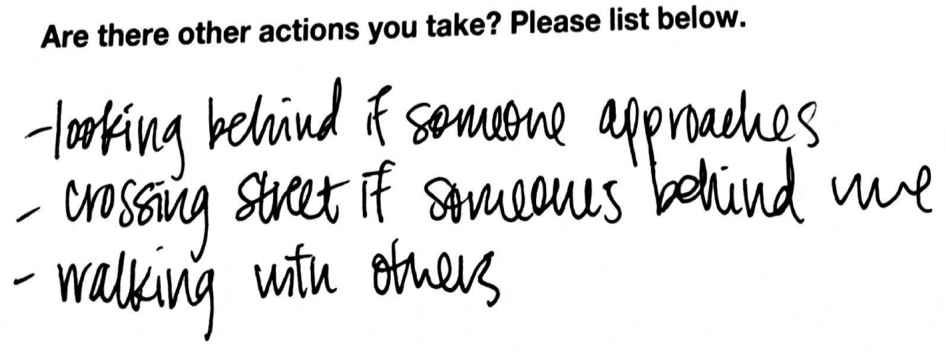 Are there other actions you take? Please list below.
-looking behind if someone approaches
- crossing street if someones behind me
- walking with others